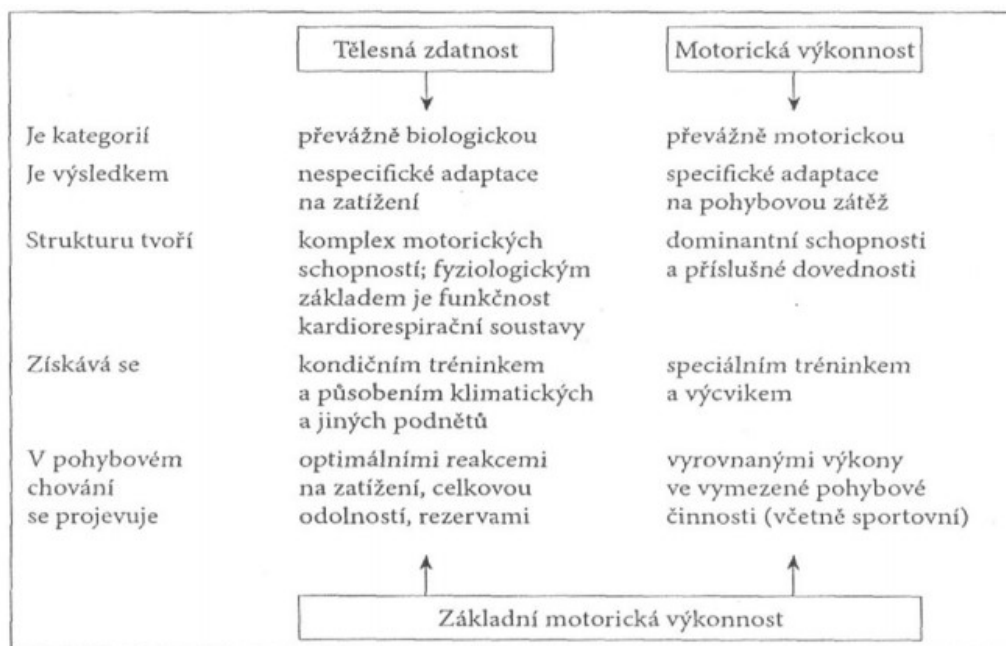 Tělesná zdatnost
Motorická výkonnost
Je kategorií
převážně biologickou
převážně motorickou
Je výsledkem
nespecifické adaptace
na zatížení
specifické adaptace
na pohybovou zátěž
Strukturu tvoří
komplex motorických
schopností; fyziologickým
základem je funkčnost
kardiorespirační soustavy
dominantní schopnosti
a příslušné dovednosti
Získává se
kondičním tréninkem
a působením klimatických
a jiných podnětů
speciálním tréninkem
a výcvikem
V pohybovém
chování
se projevuje
optimálními reakcemi
na zatížení, celkovou
odolností, rezervami
vyrovnanými výkony
ve vymezené pohybové
činnosti (včetně sportovní)
Základní motorická výkonnost